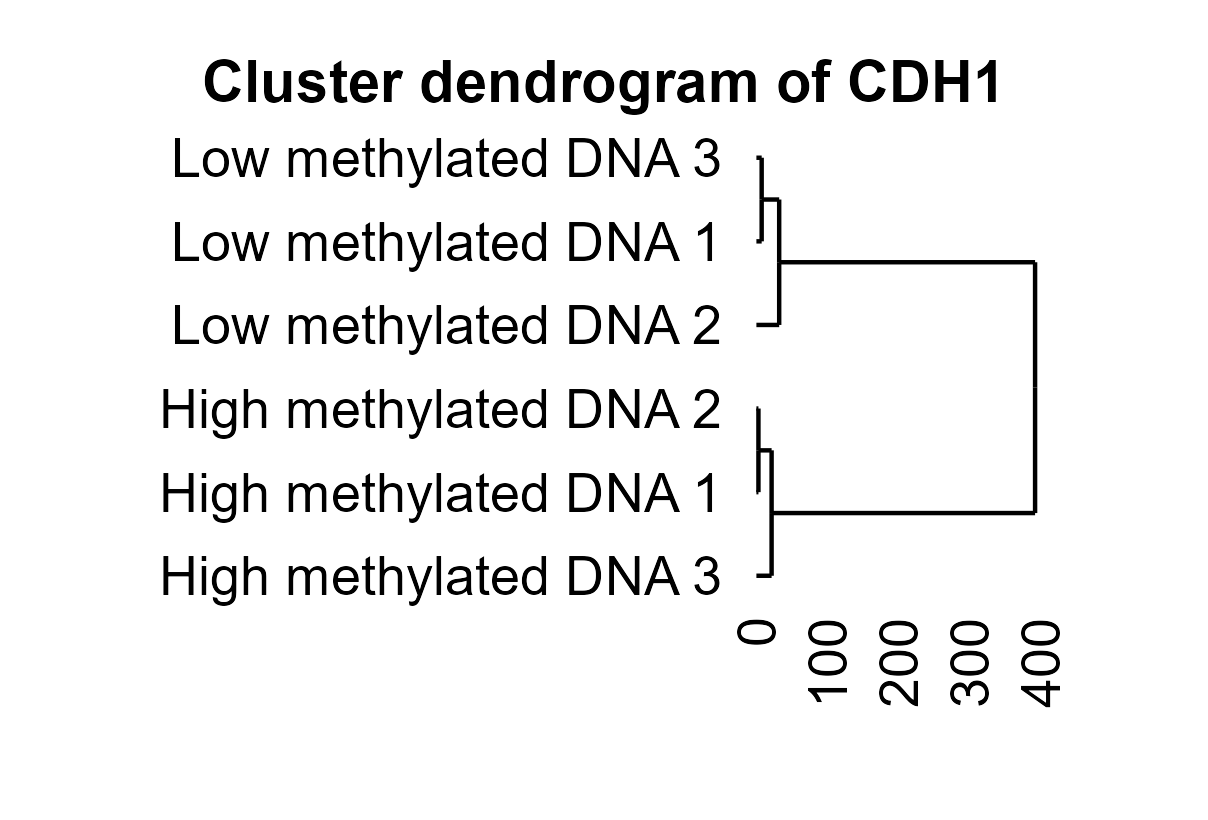 Cluster dendrogram of CDH1
Low methylated DNA 3
Low methylated DNA 1
Low methylated DNA 2
High methylated DNA 2
High methylated DNA 1
High methylated DNA 3
0
100
200
300
400